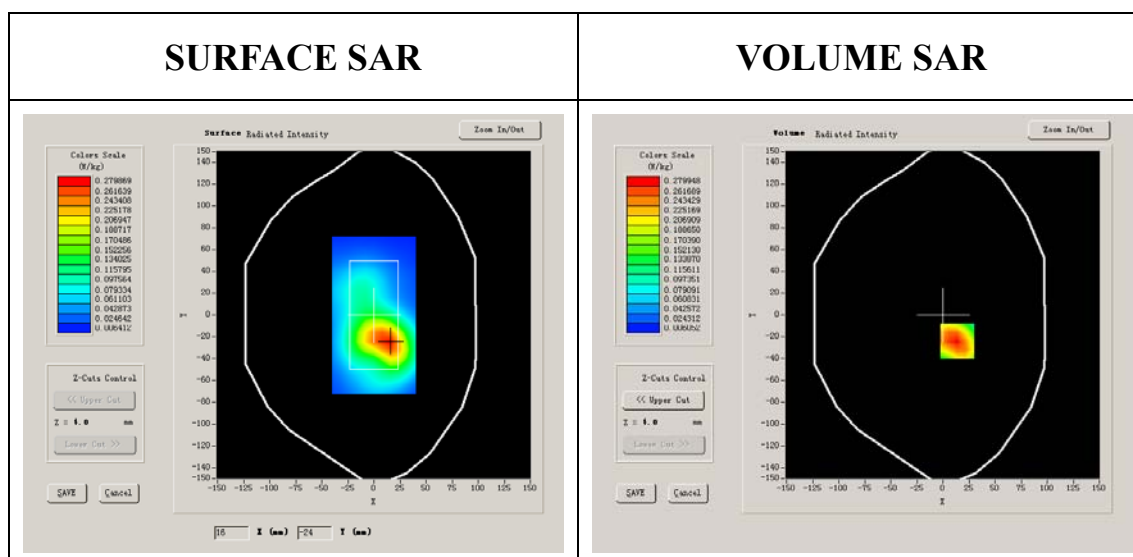 SURFACE SAR
VOLUME SAR
Surface Radiated Intensity
Zoom In/Out
Colors Scale
(W/kg)
0.279869
0.261639
0.243408
0.225178
0.206947
0.188717
0.170486
0.152256
0.134025
0.115795
0.097564
0.079334
0.061103
0.042873
0.024642
0.006412
150
140
120
100
80
60
40
20
0
-20
-40
-60
-80
-100
-120
-140
-150
Y
-150 -125 -100 -75 -50 -25 0 25 50 75 100 125 150
X
Z-Cuts Control
<< Upper Cut
mm
Lower Cut >>
SAVE Cancel
16 X (mm) -24 Y (mm)
Volume Radiated Intensity
Zoom In/Out
Colors Scale
(W/kg)
0.279948
0.261689
0.243429
0.225169
0.206909
0.188650
0.170390
0.152130
0.133870
0.115611
0.097351
0.079091
0.060831
0.042572
0.024312
0.006052
150
140
120
100
80
60
40
20
0
-20
-40
-60
-80
-100
-120
-140
-150
Y
-150 -125 -100 -75 -50 -25 0 25 50 75 100 125 150
X
Z-Cuts Control
<< Upper Cut
mm
Lower Cut >>
SAVE Cancel